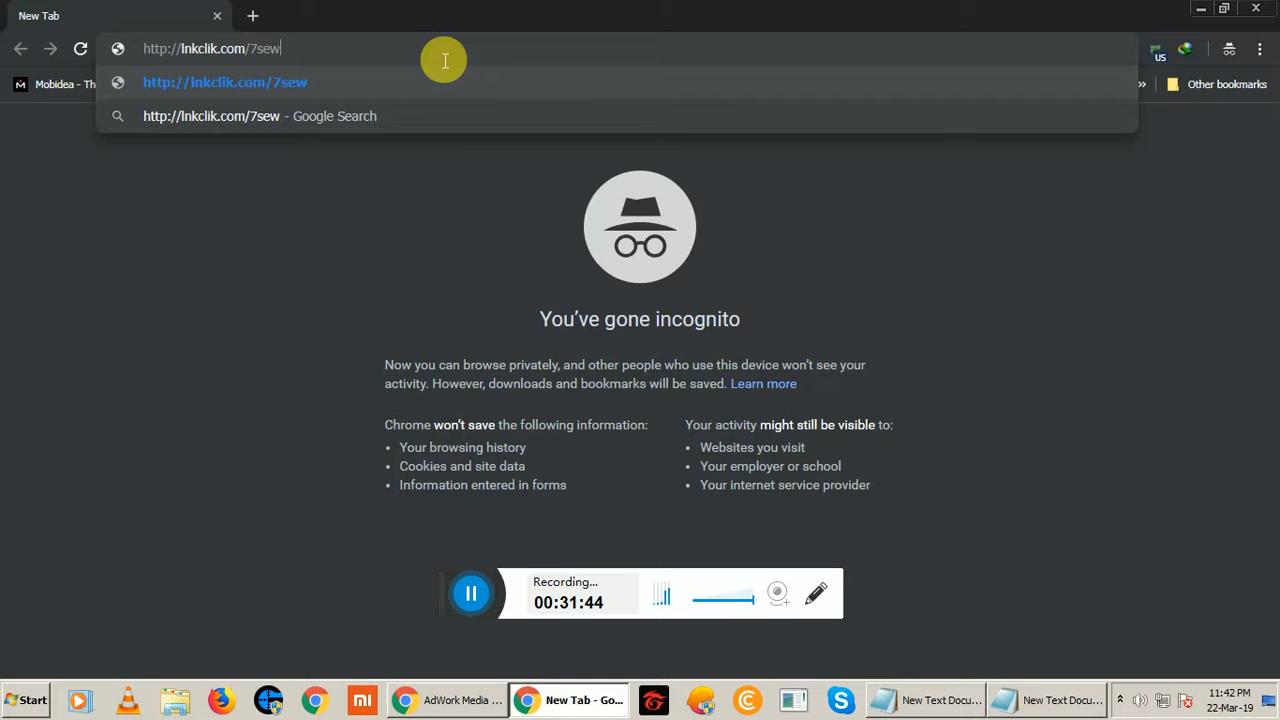 New Tab
http://lnkclik.com/7sew
US
http://lnkclik.com/7sew
M Mobidea - Th
» Other bookmarks
http://lnkclik.com/7sew - Google Search
You've gone incognito
Now you can browse privately, and other people who use this device won't see your
activity. However, downloads and bookmarks will be saved. Learn more
Chrome won't save the following information:
• Your browsing history
• Cookies and site data
• Information entered in forms
Your activity might still be visible to:
• Websites you visit
• Your employer or school
• Your internet service provider
Recording...
00:31:44
Start
mi
AdWork Media ...
New Tab - Go...
New Text Docu...
New Text Docu...
11:42 PM
22-Mar-19